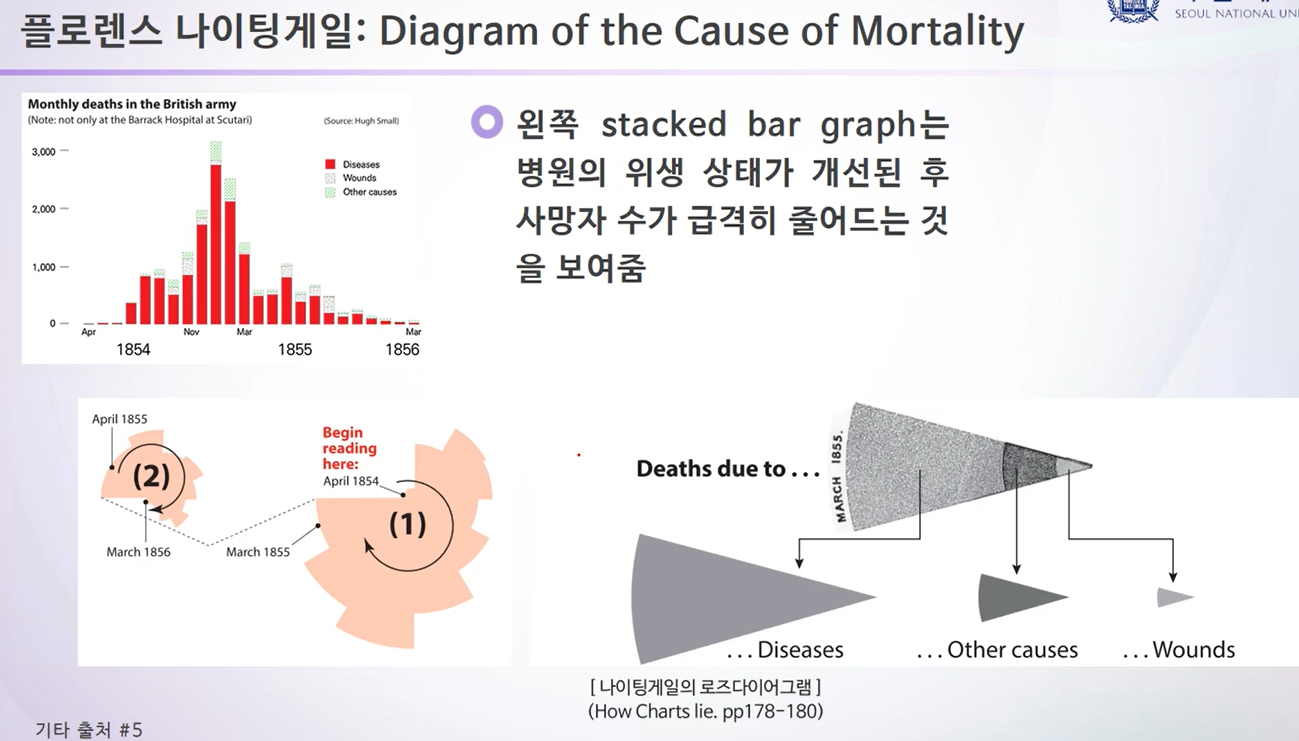 플로렌스 나이팅게일: Diagram of the Cause of Mortality
SEOUL NATIONAL UNI
Monthly deaths in the British army
(Note: not only at the Barrack Hospital at Scutari)
(Source: Hugh Small)
3,000
2,000
1,000
0
Diseases
Wounds
Other causes
Apr
Nov
Mar
Mar
1854
1855
1856
왼쪽 stacked bar graph는
병원의 위생 상태가 개선된 후
사망자 수가 급격히 줄어드는 것
을 보여줌
April 1855
(2)
March 1856
Begin
reading
here:
April 1854
(1)
March 1855
Deaths due to . . .
MARCH 1855.
. . . Diseases
. . . Other causes
. . . Wounds
[ 나이팅게일의 로즈다이어그램 ]
(How Charts lie. pp178-180)
기타 출처 #5